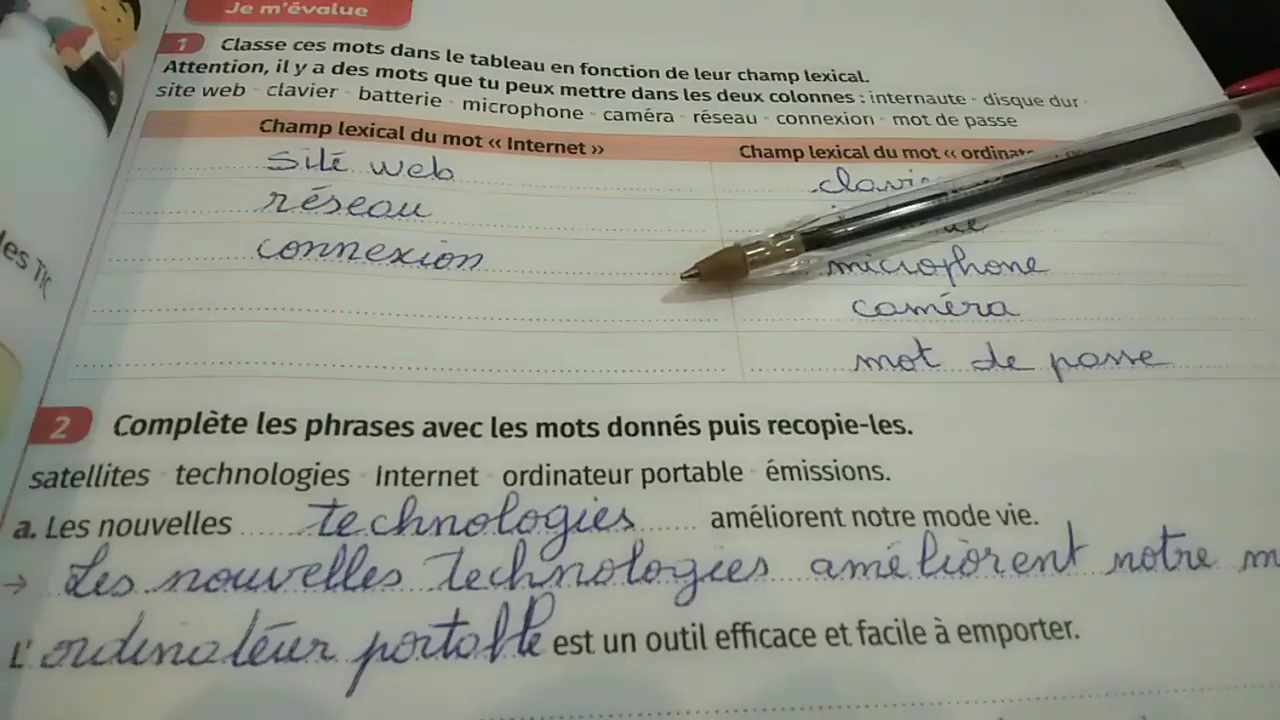 Je m'évalue
1 Classe ces mots dans le tableau en fonction de leur champ lexical.
Attention, il y a des mots que tu peux mettre dans les deux colonnes : internaute - disque dur -
site web - clavier - batterie - microphone - caméra - réseau - connexion - mot de passe
Champ lexical du mot « Internet » Champ lexical du mot « ordinat
site web
réseau
connexion microphone
caméra
mot de passe
2 Complète les phrases avec les mots donnés puis recopie-les.
satellites - technologies - Internet - ordinateur portable - émissions.
a. Les nouvelles technologies améliorent notre mode vie.
→ Les nouvelles technologies améliorent notre m
L'ordinateur portable est un outil efficace et facile à emporter.
les TIC